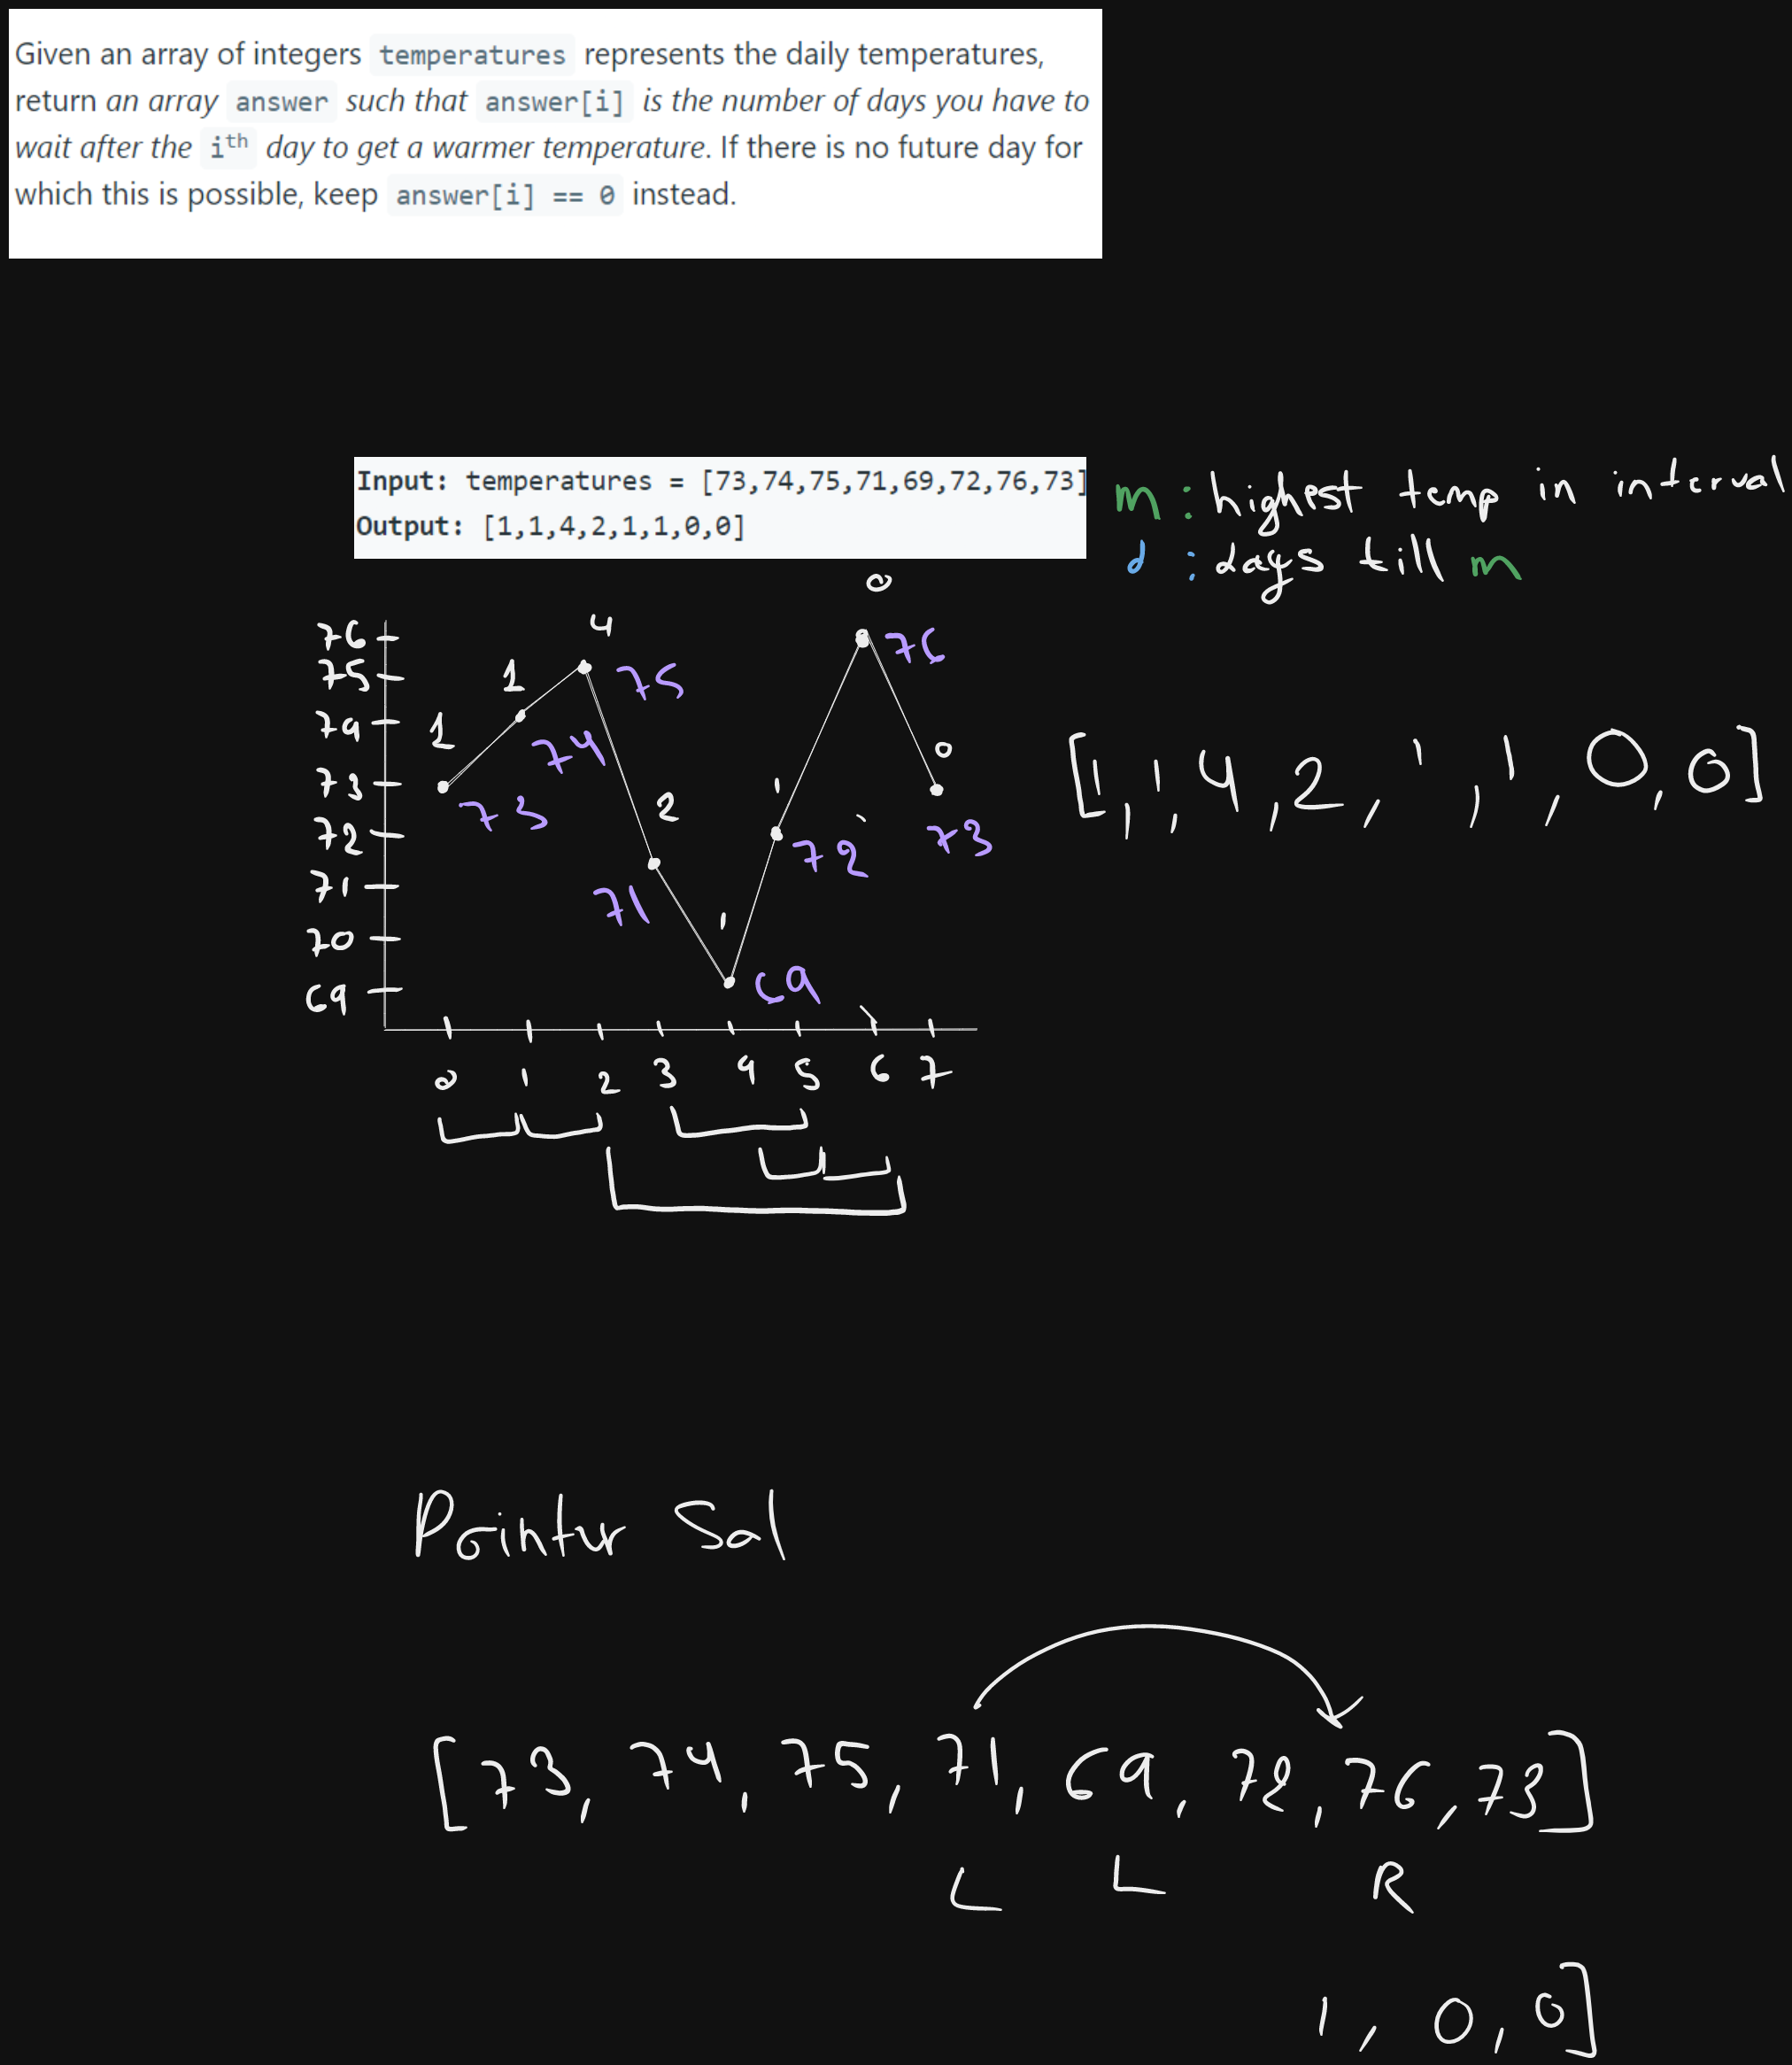 Given an array of integers temperatures represents the daily temperatures,
return an array answer such that answer[i] is the number of days you have to
wait after the ith day to get a warmer temperature. If there is no future day for
which this is possible, keep answer[i] == 0 instead.
Input: temperatures = [73,74,75,71,69,72,76,73]
Output: [1,1,4,2,1,1,0,0]
m : highest temp in interval
d : days till m
0
76
4
76
75
1
75
74
1
74
0
[1,1,4,2,1,1,0,0]
73
73
2
1
72
72
73
71
71
1
70
69
69
0 1 2 3 4 5 6 7
Pointer Sol
[73, 74, 75, 71, 69, 72, 76, 73]
L L R
1, 0, 0]